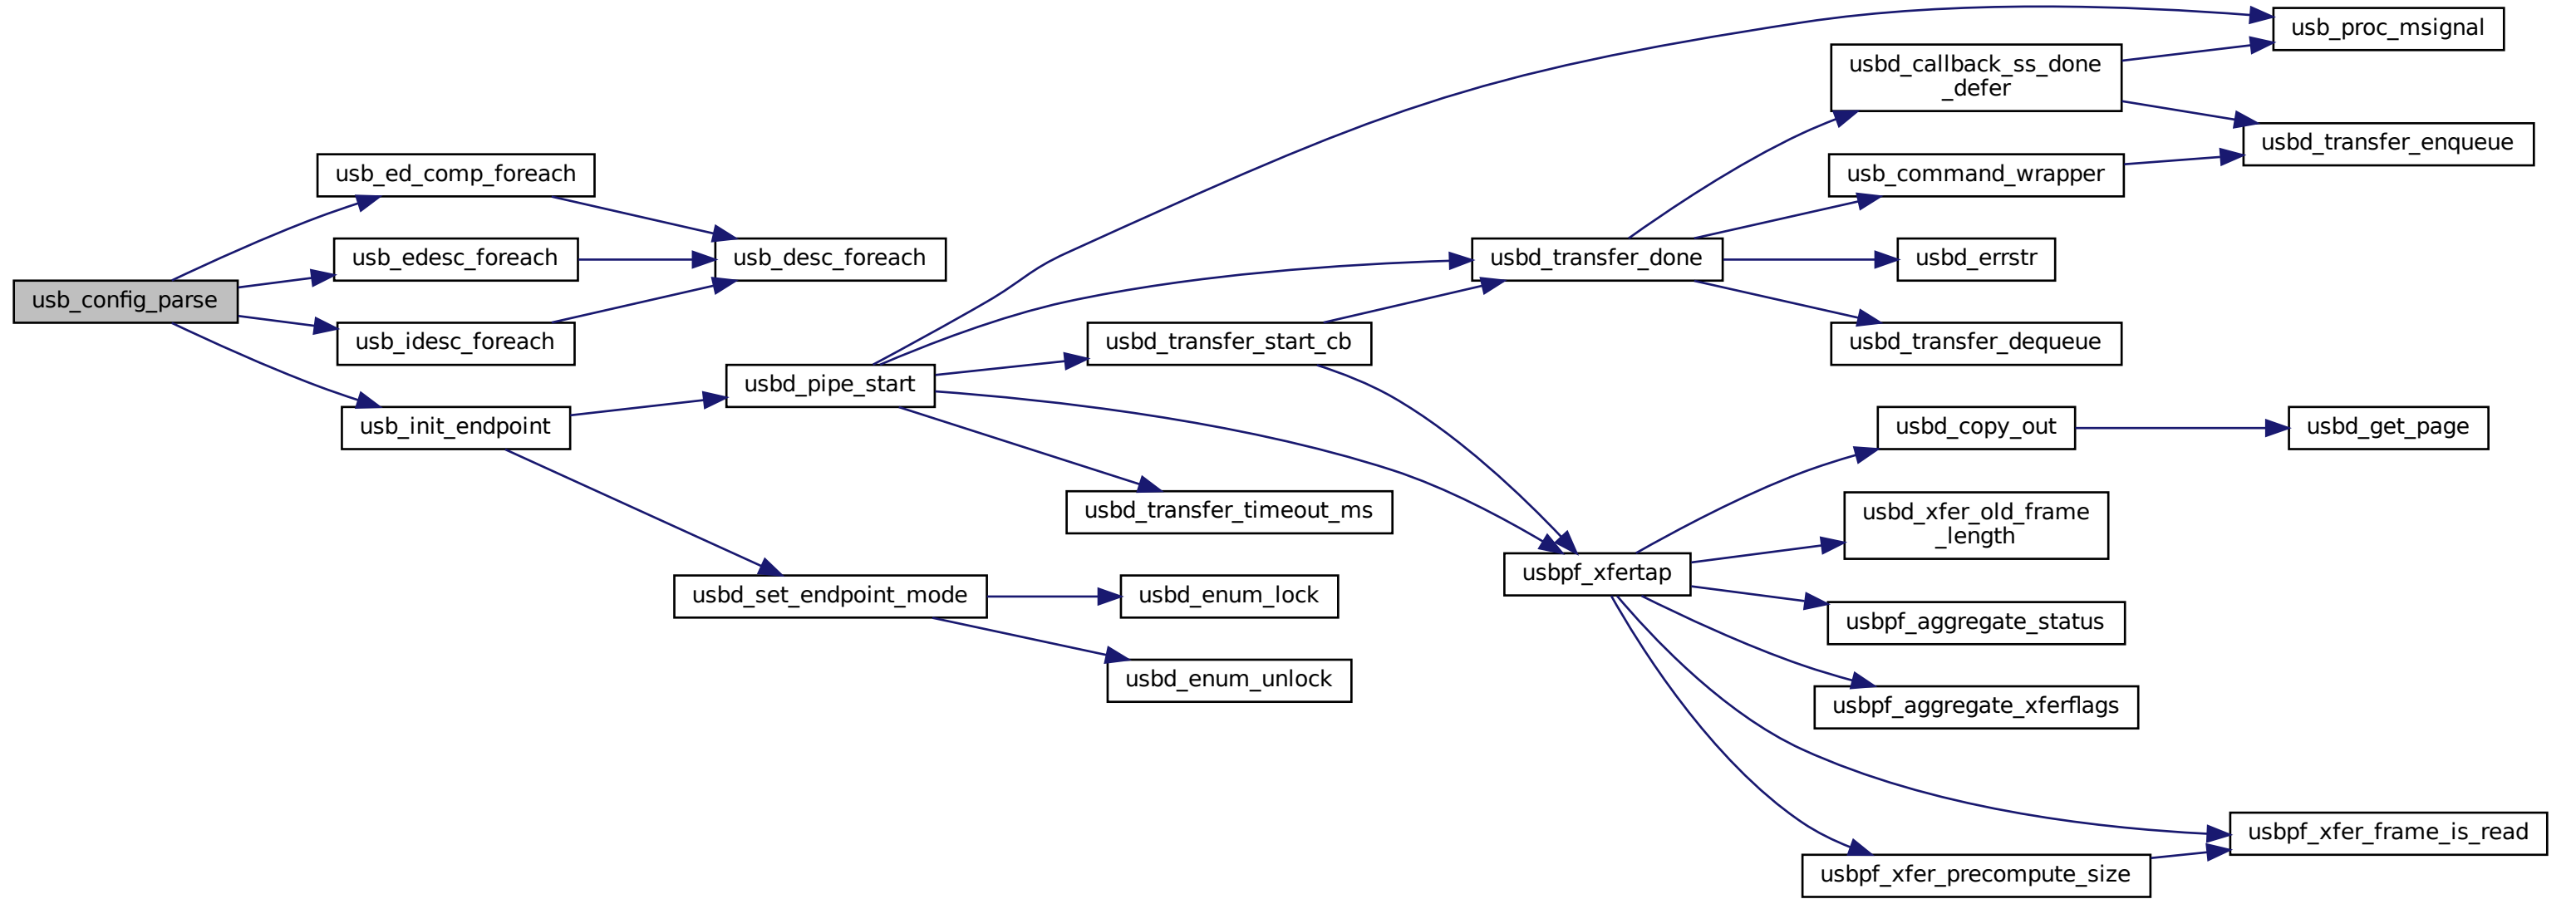 usb_config_parse
usb_ed_comp_foreach
usb_edesc_foreach
usb_idesc_foreach
usb_init_endpoint
usb_desc_foreach
usbd_pipe_start
usbd_set_endpoint_mode
usbd_transfer_start_cb
usbd_transfer_timeout_ms
usbd_enum_lock
usbd_enum_unlock
usbd_transfer_done
usbpf_xfertap
usbd_callback_ss_done
_defer
usb_command_wrapper
usbd_errstr
usbd_transfer_dequeue
usbd_copy_out
usbd_xfer_old_frame
_length
usbpf_aggregate_status
usbpf_aggregate_xferflags
usbpf_xfer_precompute_size
usb_proc_msignal
usbd_transfer_enqueue
usbd_get_page
usbpf_xfer_frame_is_read